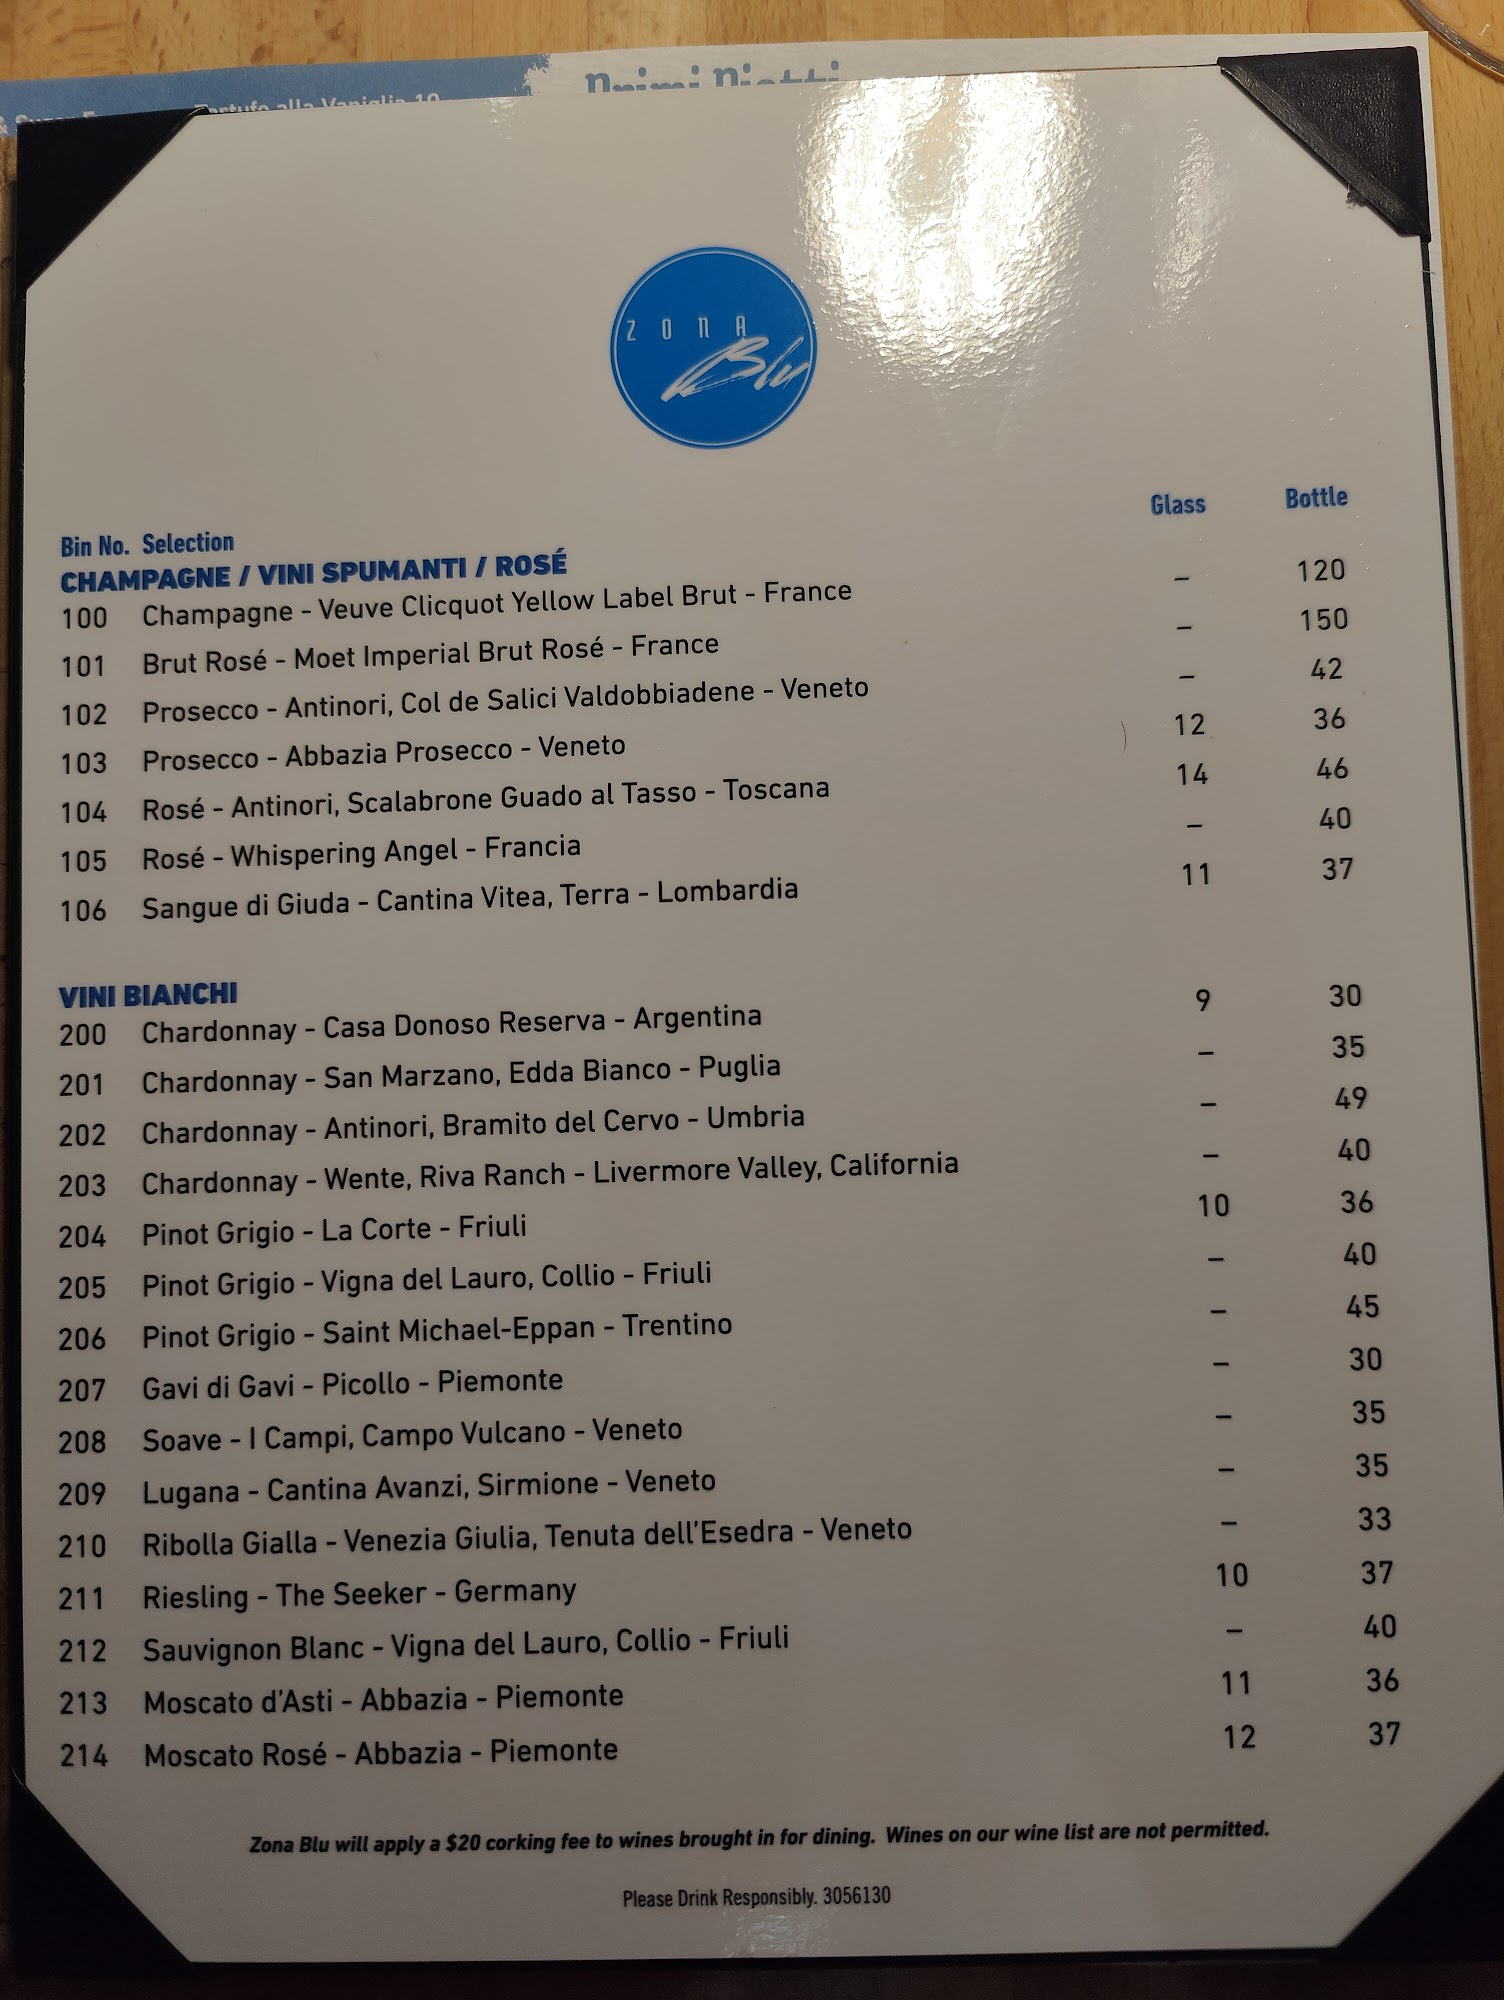 Tartufo alla Vaniglia 10
Primi Piatti
ZONA
Blu
Glass Bottle
Bin No. Selection
CHAMPAGNE / VINI SPUMANTI / ROSÉ
100 Champagne - Veuve Clicquot Yellow Label Brut - France – 120
101 Brut Rosé - Moet Imperial Brut Rosé - France – 150
102 Prosecco - Antinori, Col de Salici Valdobbiadene - Veneto – 42
103 Prosecco - Abbazia Prosecco - Veneto 12 36
104 Rosé - Antinori, Scalabrone Guado al Tasso - Toscana 14 46
105 Rosé - Whispering Angel - Francia – 40
106 Sangue di Giuda - Cantina Vitea, Terra - Lombardia 11 37
VINI BIANCHI
200 Chardonnay - Casa Donoso Reserva - Argentina 9 30
201 Chardonnay - San Marzano, Edda Bianco - Puglia – 35
202 Chardonnay - Antinori, Bramito del Cervo - Umbria – 49
203 Chardonnay - Wente, Riva Ranch - Livermore Valley, California – 40
204 Pinot Grigio - La Corte - Friuli 10 36
205 Pinot Grigio - Vigna del Lauro, Collio - Friuli – 40
206 Pinot Grigio - Saint Michael-Eppan - Trentino – 45
207 Gavi di Gavi - Picollo - Piemonte – 30
208 Soave - I Campi, Campo Vulcano - Veneto – 35
209 Lugana - Cantina Avanzi, Sirmione - Veneto – 35
210 Ribolla Gialla - Venezia Giulia, Tenuta dell'Esedra - Veneto – 33
211 Riesling - The Seeker - Germany 10 37
212 Sauvignon Blanc - Vigna del Lauro, Collio - Friuli – 40
213 Moscato d'Asti - Abbazia - Piemonte 11 36
214 Moscato Rosé - Abbazia - Piemonte 12 37
Zona Blu will apply a $20 corking fee to wines brought in for dining. Wines on our wine list are not permitted.
Please Drink Responsibly. 3056130